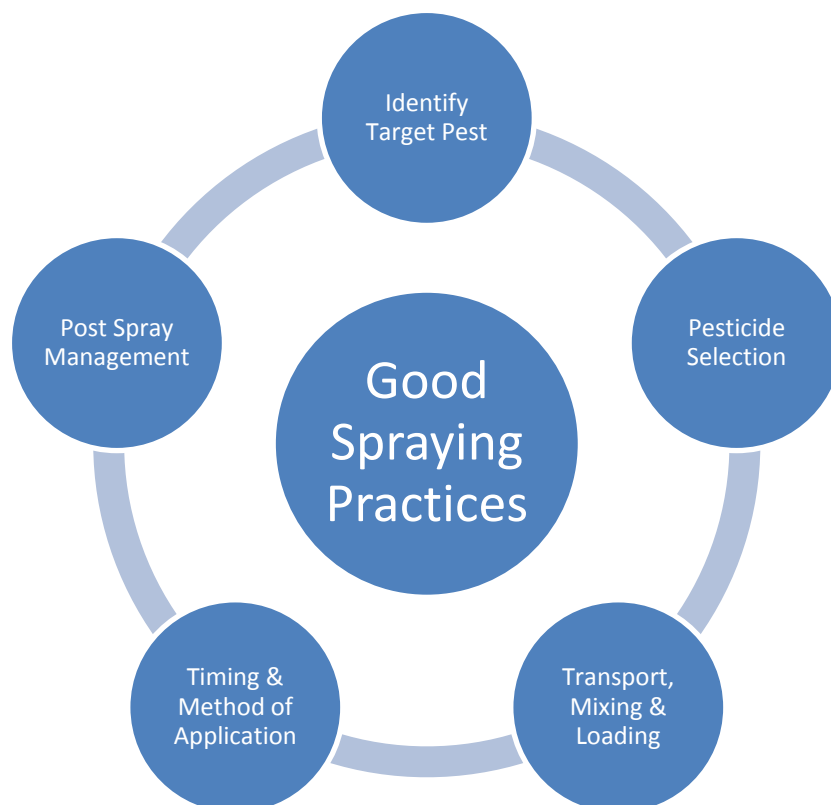 Identify
Target Pest
Pesticide
Selection
Transport,
Mixing &
Loading
Timing &
Method of
Application
Post Spray
Management
Good
Spraying
Practices